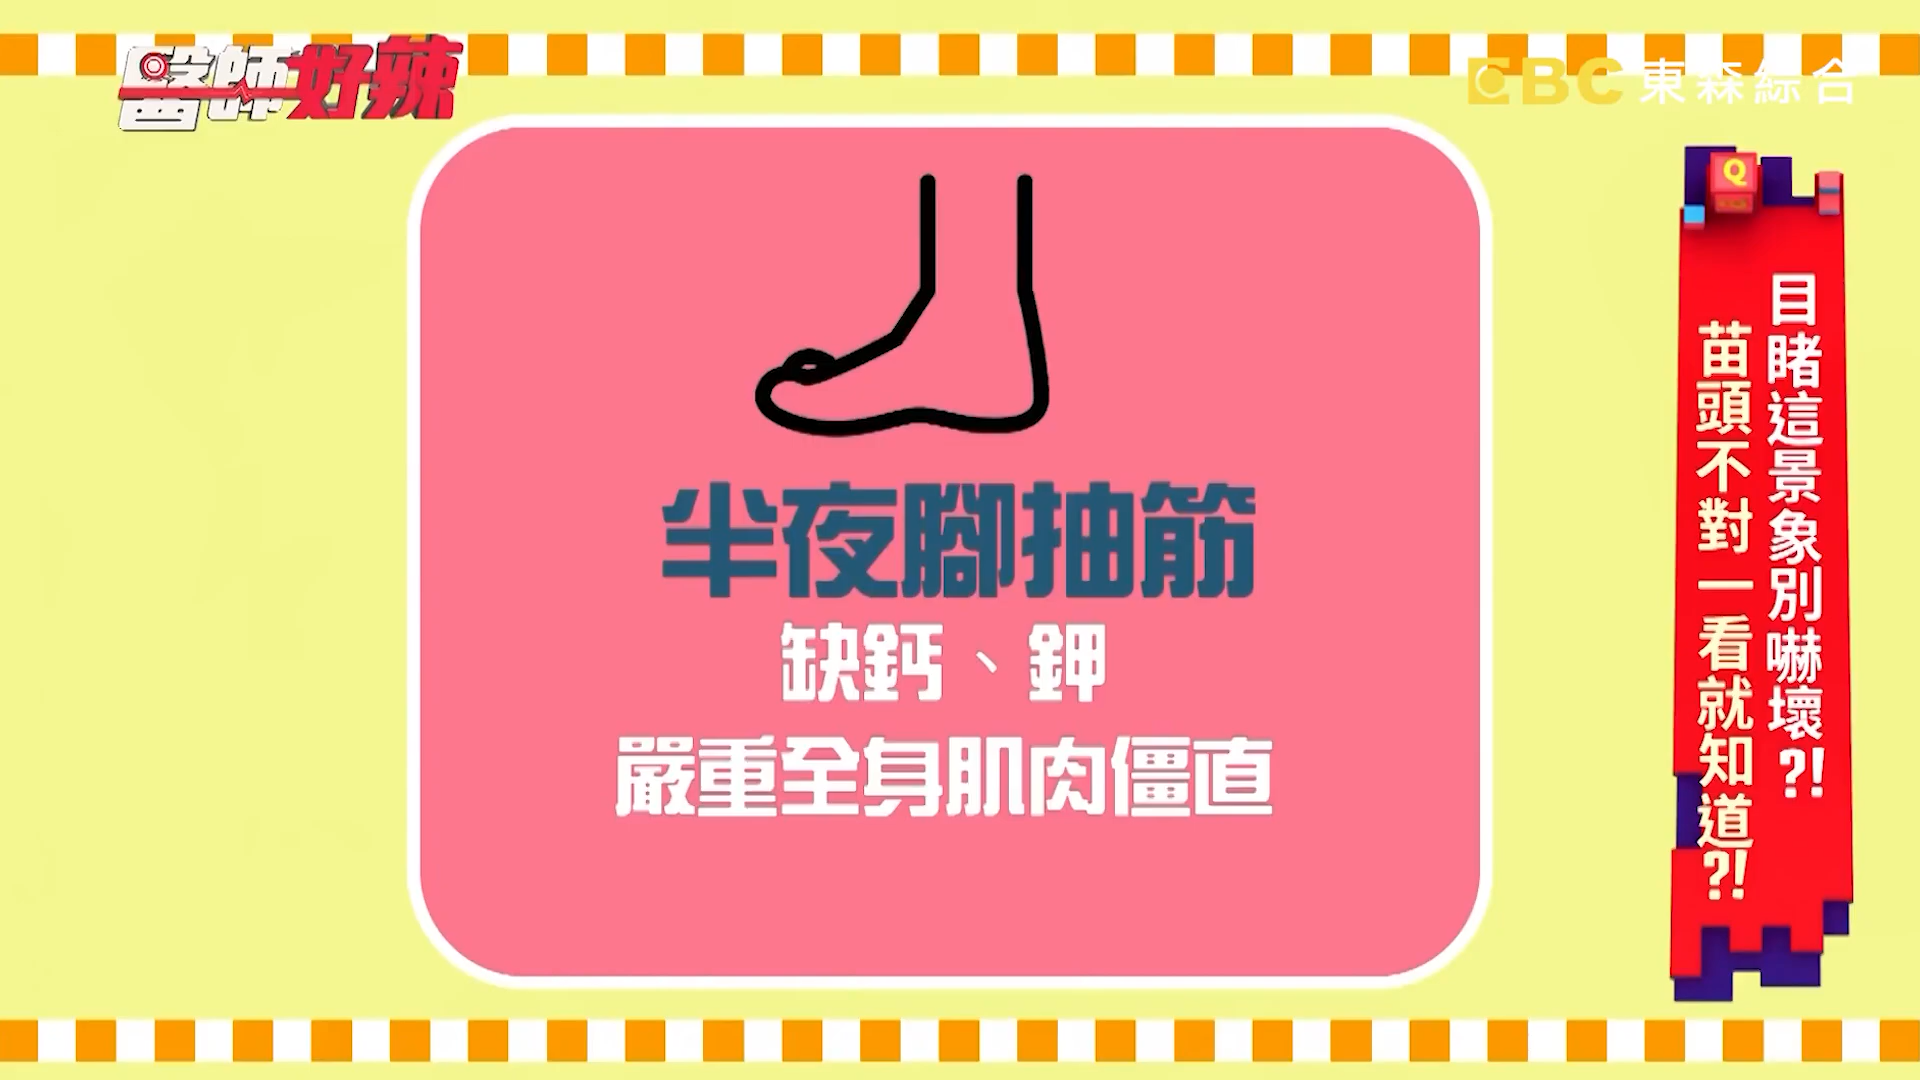 醫師好辣
EBC 東森綜合
半夜腳抽筋
缺鈣、鉀
嚴重全身肌肉僵直
Q
目睹這景象別嚇壞?!
苗頭不對一看就知道?!